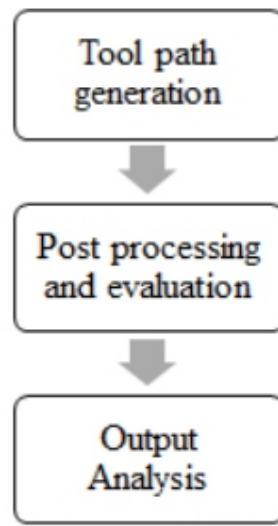 Tool path
generation
Post processing
and evaluation
Output
Analysis